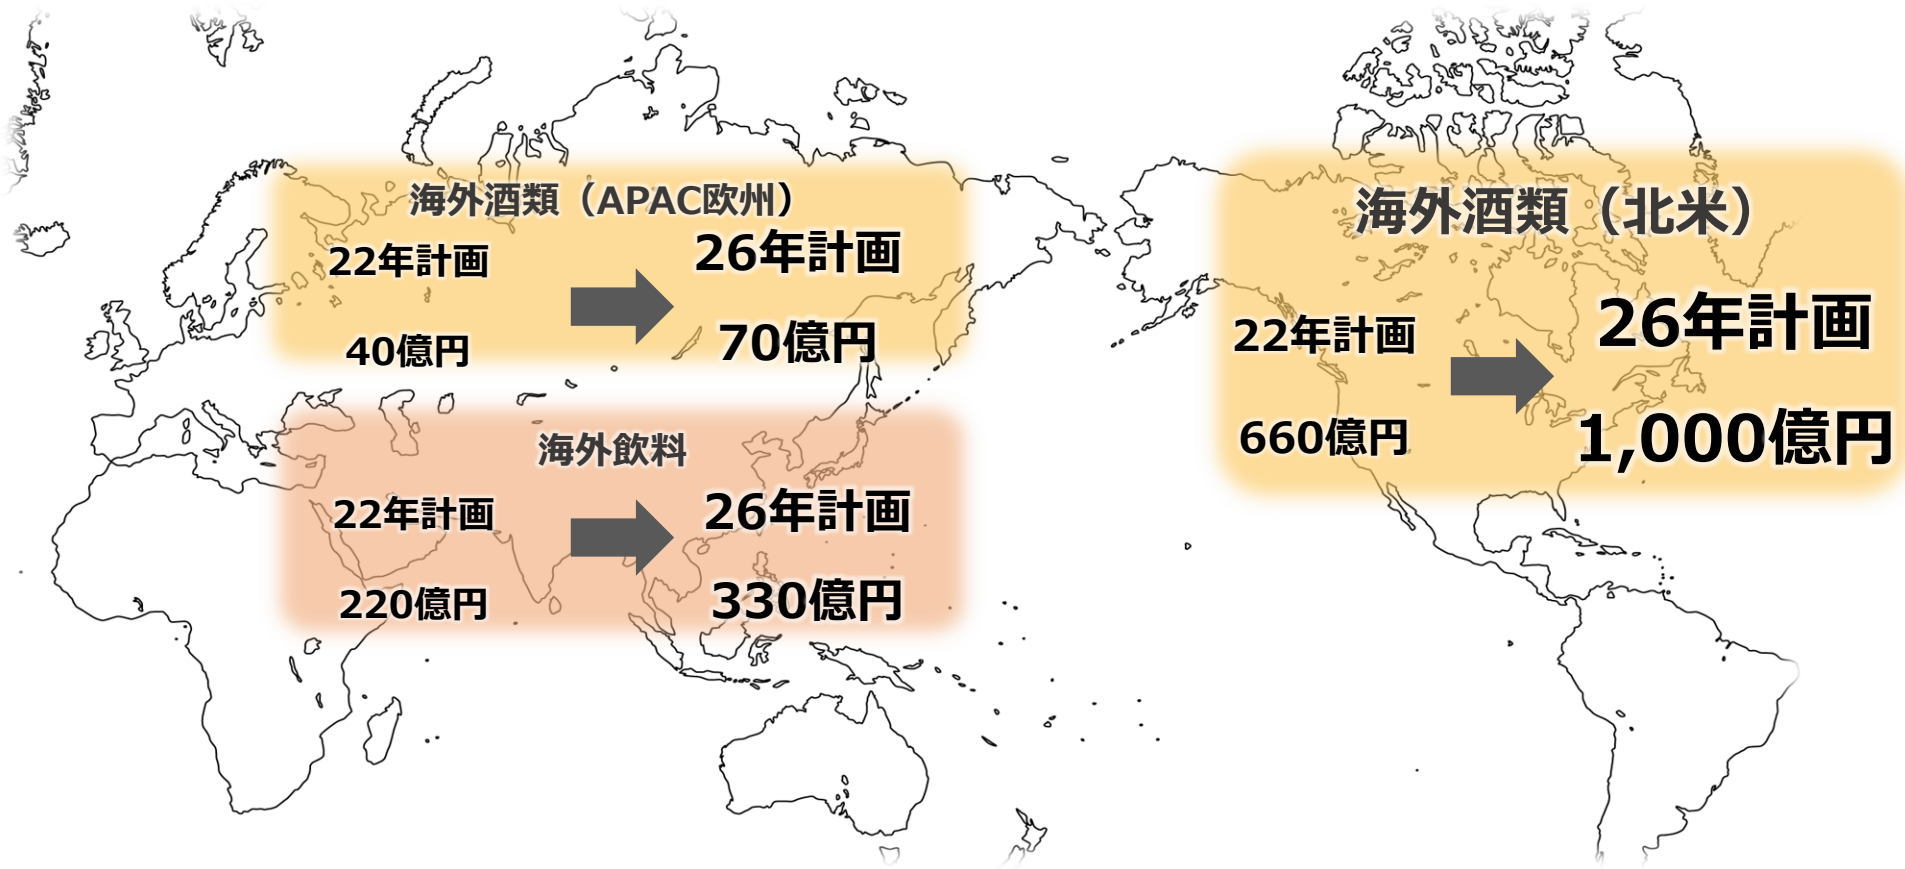 海外酒類（APAC欧州）
22年計画
26年計画
40億円
70億円
海外飲料
22年計画
26年計画
220億円
330億円
海外酒類（北米）
22年計画
26年計画
660億円
1,000億円